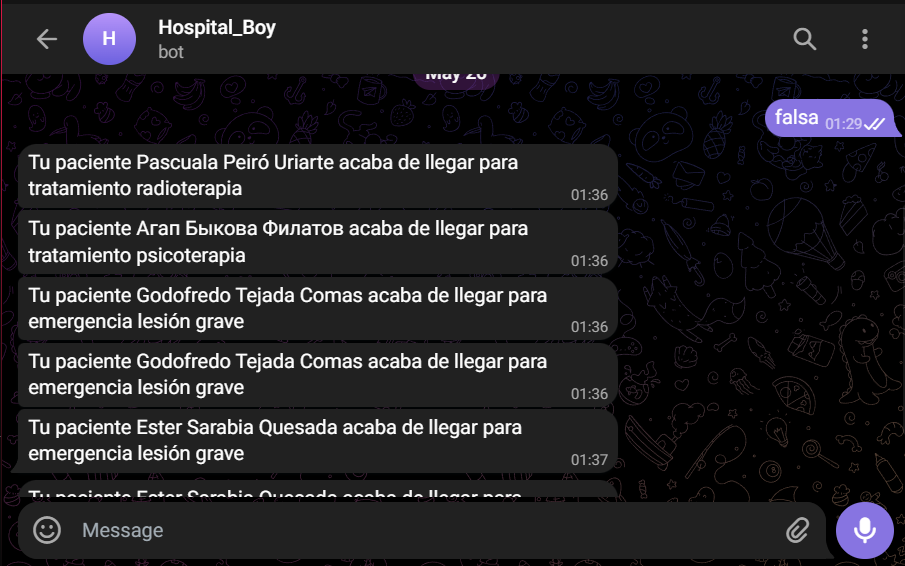 Hospital_Boy
bot
May 26
falsa 01:29
Tu paciente Pascuala Peiró Uriarte acaba de llegar para
tratamiento radioterapia
01:36
Tu paciente Агап Быкова Филатов acaba de llegar para
tratamiento psicoterapia
01:36
Tu paciente Godofredo Tejada Comas acaba de llegar para
emergencia lesión grave
01:36
Tu paciente Godofredo Tejada Comas acaba de llegar para
emergencia lesión grave
01:36
Tu paciente Ester Sarabia Quesada acaba de llegar para
emergencia lesión grave
01:37
Tu paciente Ester Sarabia Quesada acaba de llegar para
Message
H